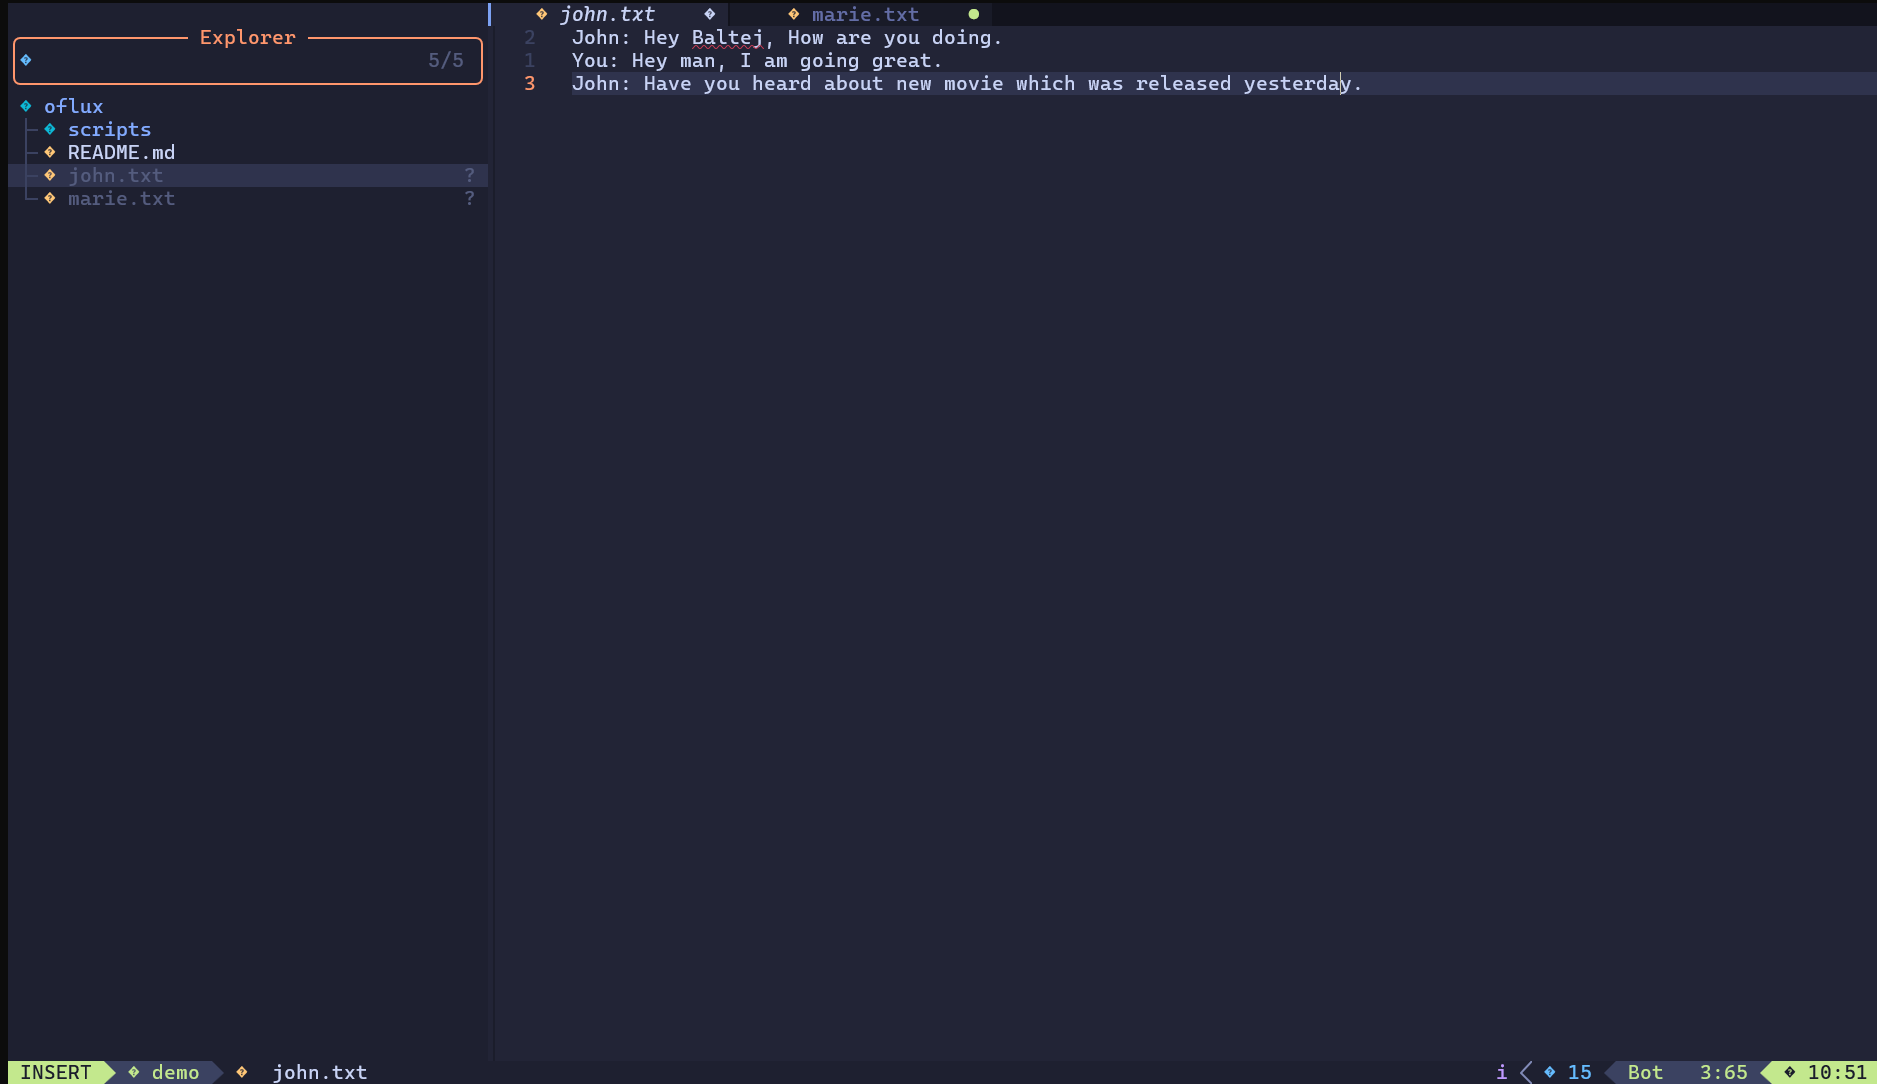 Explorer
5/5
oflux
scripts
README.md
john.txt ?
marie.txt ?
john.txt marie.txt
2 John: Hey Baltej, How are you doing.
1 You: Hey man, I am going great.
3 John: Have you heard about new movie which was released yesterday.
INSERT demo john.txt i 15 Bot 3:65 10:51